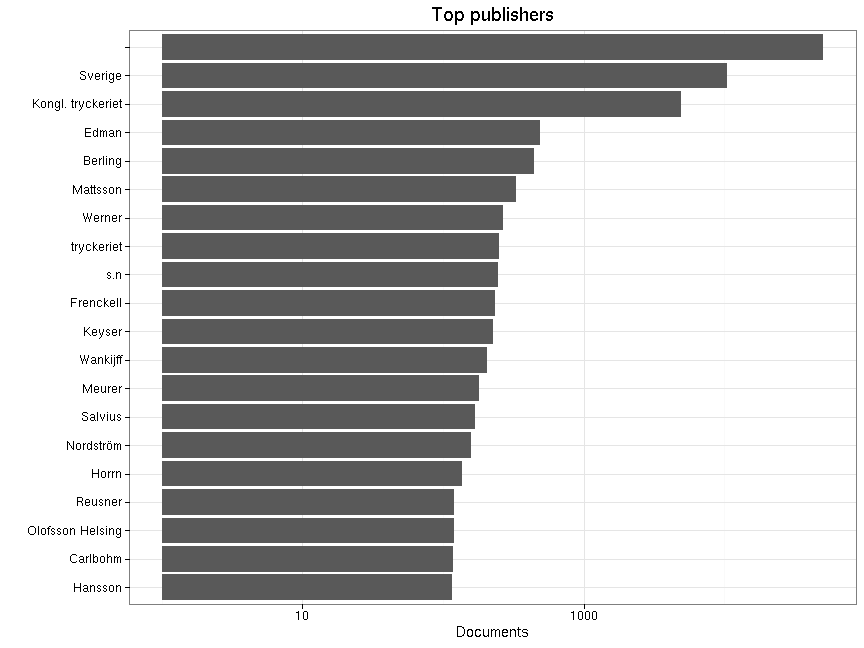 Top publishers
Sverige
Kongl. tryckeriet
Edman
Berling
Mattsson
Werner
tryckeriet
s.n
Frenckell
Keyser
Wankijff
Meurer
Salvius
Nordström
Horrn
Reusner
Olofsson Helsing
Carlbohm
Hansson
10 1000
Documents